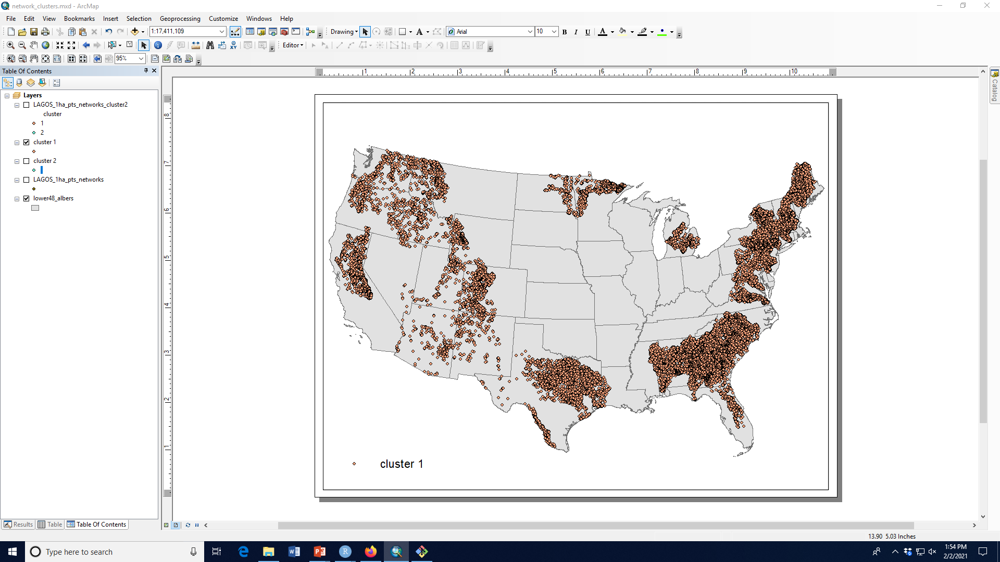 network_clusters.mxd - ArcMap
File Edit View Bookmarks Insert Selection Geoprocessing Customize Windows Help
1:17,411,109 Drawing Arial 10 B I U A
Editor
95%
Table Of Contents
Layers
LAGOS_1ha_pts_networks_cluster2
cluster
1
2
cluster 1
cluster 2
LAGOS_1ha_pts_networks
lower48_albers
1 2 3 4 5 6 7 8 9 10
8
7
6
5
4
3
2
1
cluster 1
Catalog
Results Table Table Of Contents
13.90 5.03 Inches
Type here to search
1:54 PM
2/2/2021